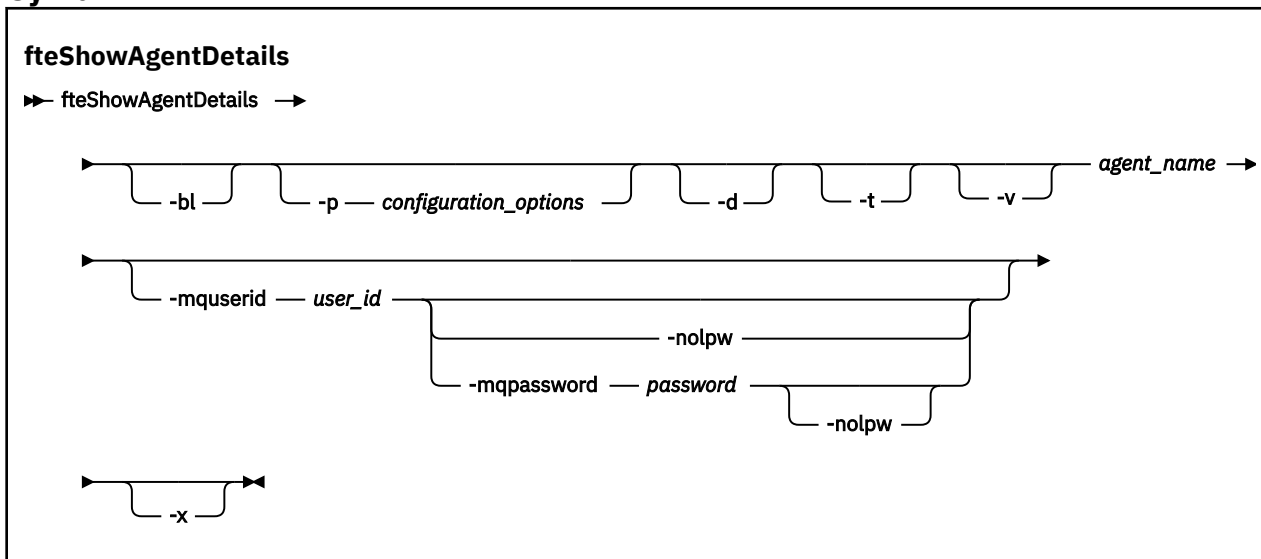 fteShowAgentDetails
fteShowAgentDetails
-bl -p configuration_options -d -t -v agent_name
-mquserid user_id
-nolpw
-mqpassword password
-nolpw
-x